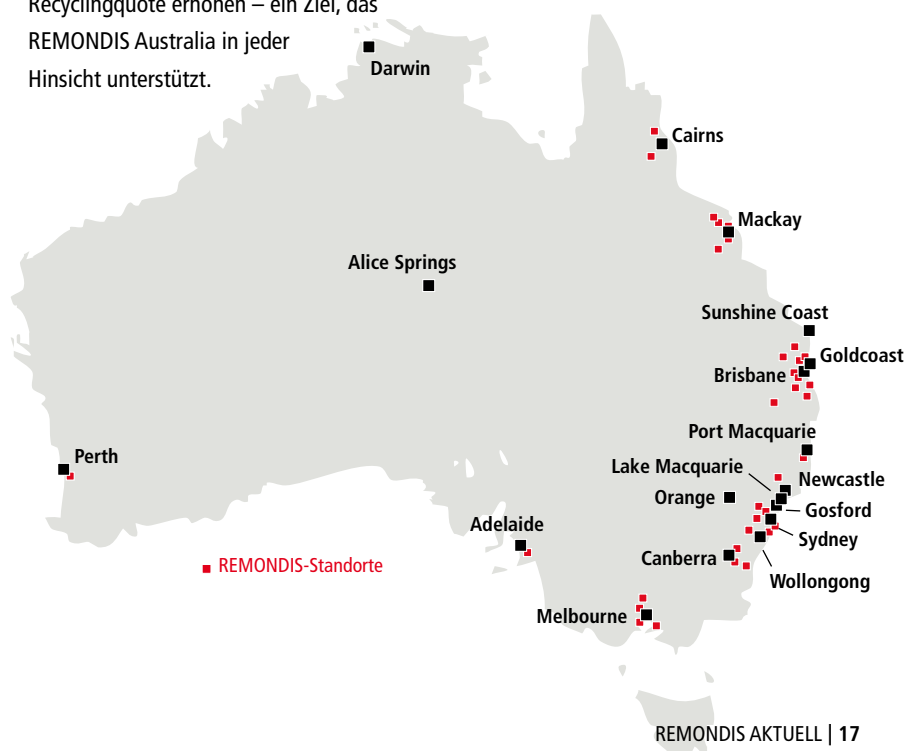 Recyclingquote erhöhen – ein Ziel, das
REMONDIS Australia in jeder
Hinsicht unterstützt.
Darwin
Cairns
Mackay
Alice Springs
Sunshine Coast
Goldcoast
Brisbane
Port Macquarie
Perth
Lake Macquarie
Newcastle
Orange
Gosford
Adelaide
Sydney
Canberra
REMONDIS-Standorte
Wollongong
Melbourne
REMONDIS AKTUELL | 17